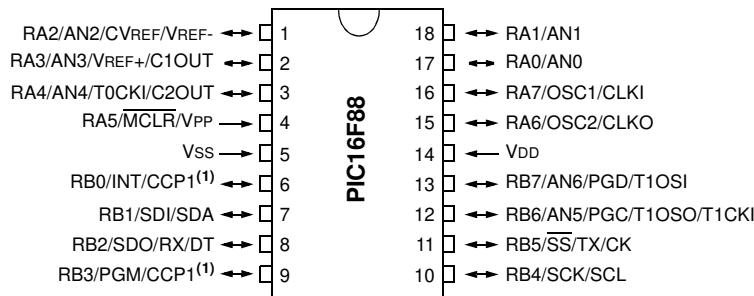 RA2/AN2/CVREF/VREF- 1 18 RA1/AN1
RA3/AN3/VREF+/C1OUT 2 17 RA0/AN0
RA4/AN4/T0CKI/C2OUT 3 16 RA7/OSC1/CLKI
RA5/MCLR/VPP 4 15 RA6/OSC2/CLKO
VSS 5 14 VDD
RB0/INT/CCP1(1) 6 13 RB7/AN6/PGD/T1OSI
RB1/SDI/SDA 7 12 RB6/AN5/PGC/T1OSO/T1CKI
RB2/SDO/RX/DT 8 11 RB5/SS/TX/CK
RB3/PGM/CCP1(1) 9 10 RB4/SCK/SCL
PIC16F88